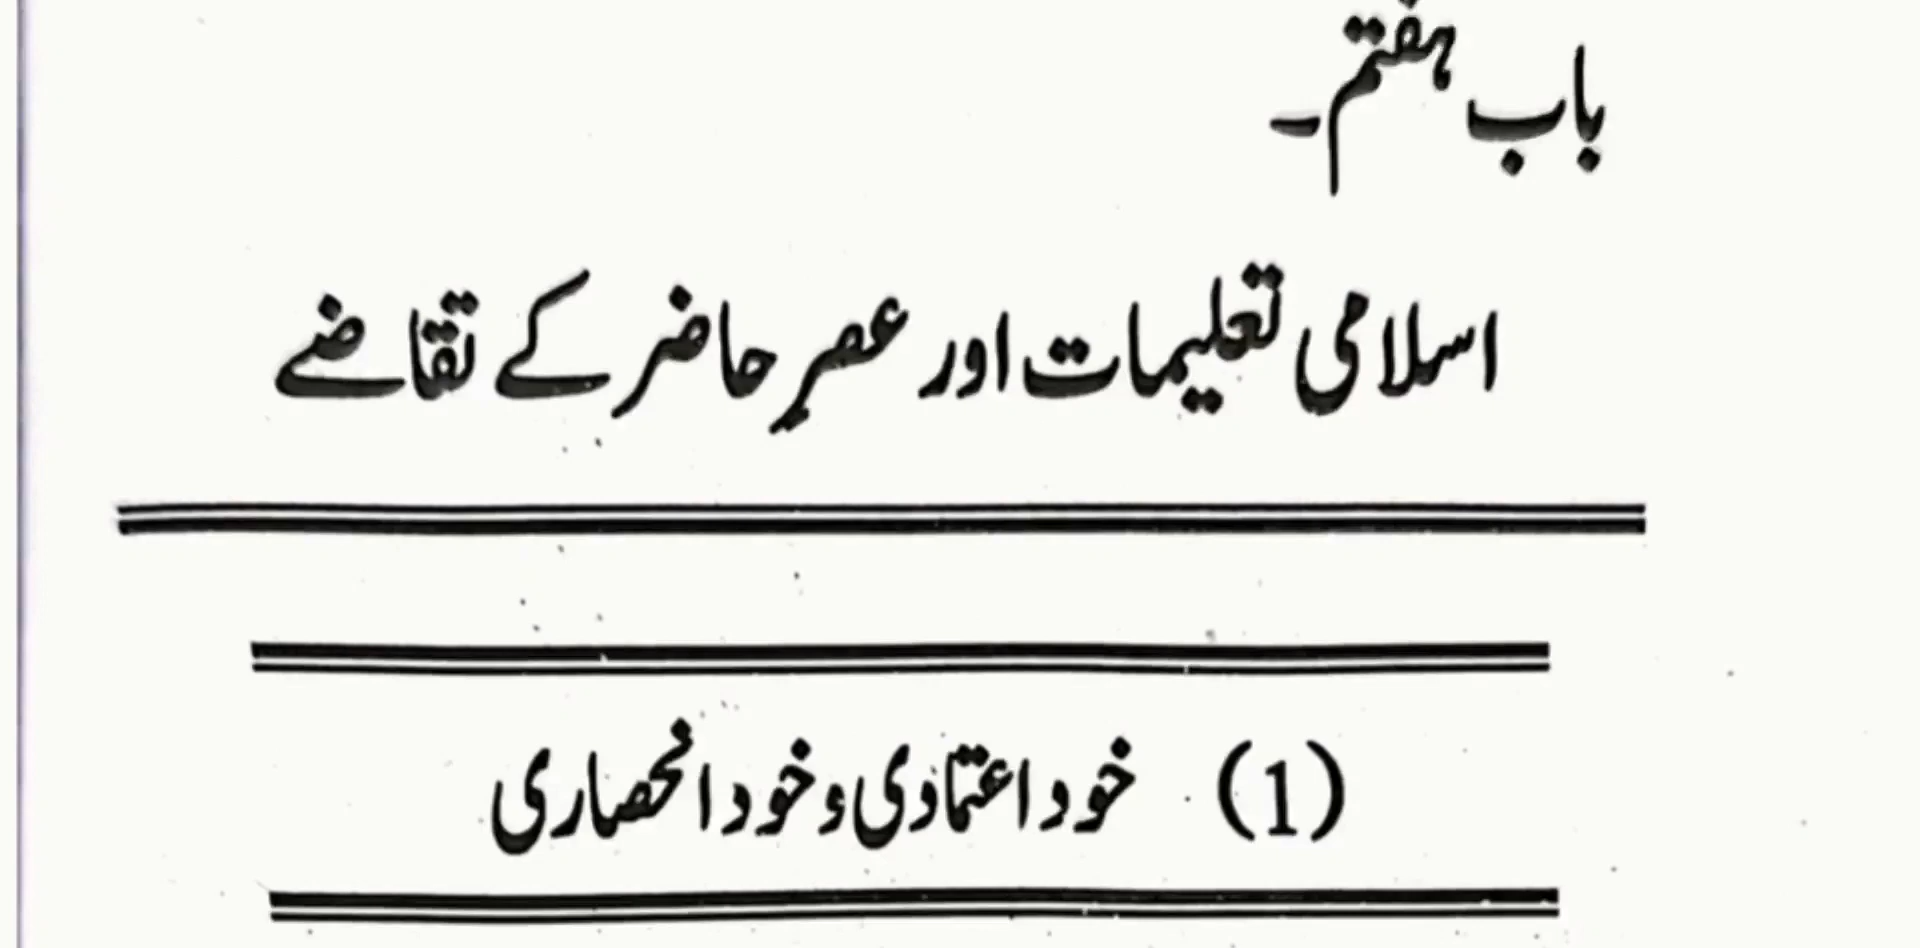 باب ہفتم۔
اسلامی تعلیمات اور عصرِ حاضر کے تقاضے
(1) خود اعتمادی و خود انحصاری